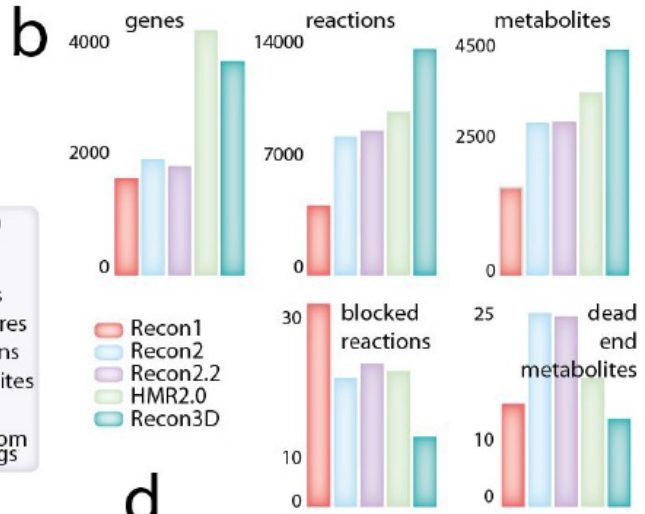 b
genes
4000
2000
0
reactions
14000
7000
0
metabolites
4500
2500
0
res
ns
ites
om
gs
Recon1
Recon2
Recon2.2
HMR2.0
Recon3D
blocked
reactions
30
10
0
dead
end
metabolites
25
10
0
d